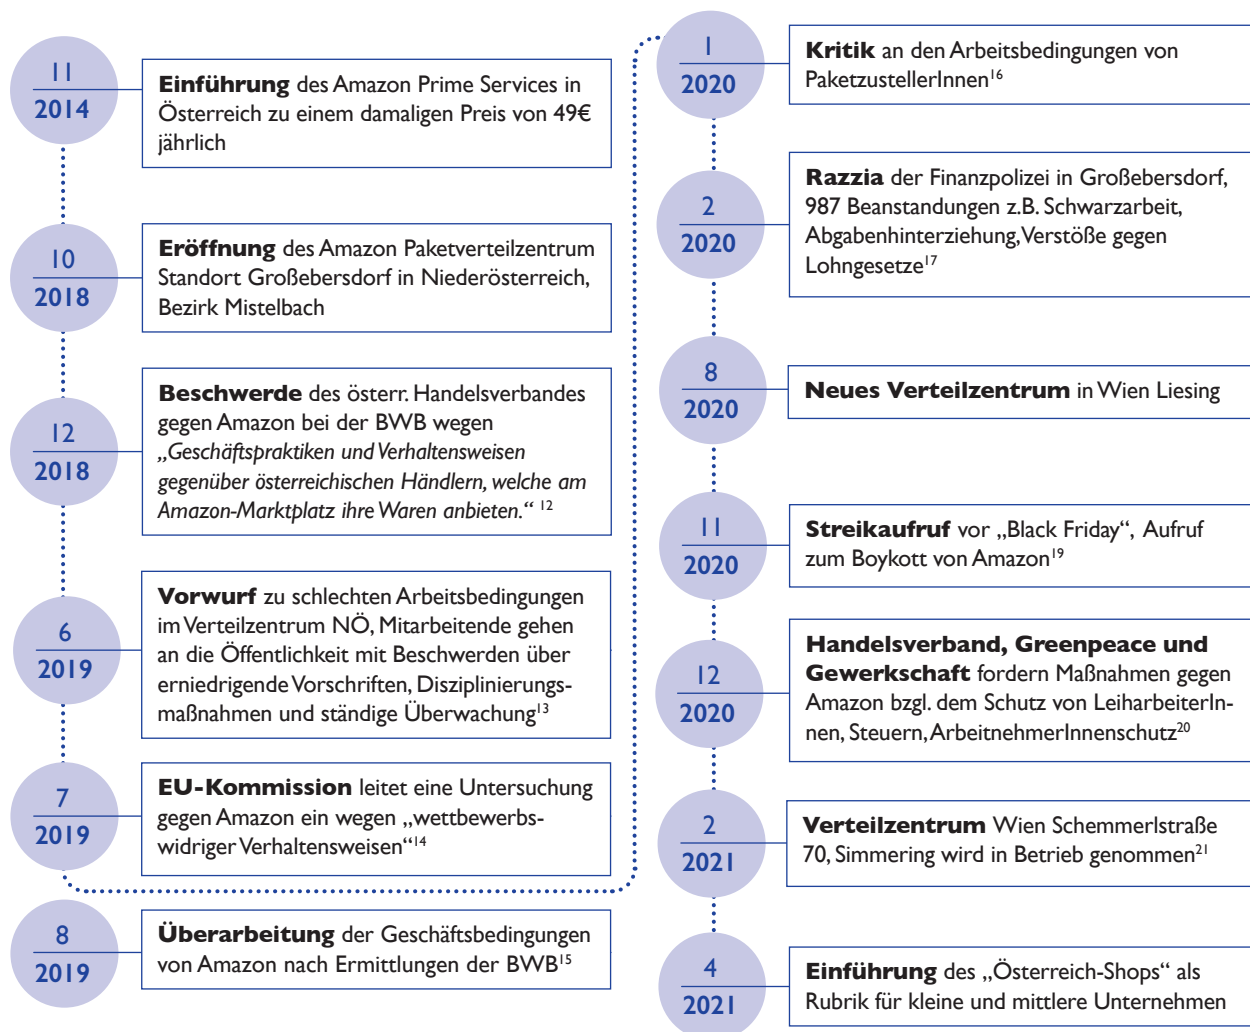 11
2014
Einführung des Amazon Prime Services in
Österreich zu einem damaligen Preis von 49€
jährlich
10
2018
Eröffnung des Amazon Paketverteilzentrum
Standort Großebersdorf in Niederösterreich,
Bezirk Mistelbach
12
2018
Beschwerde des österr. Handelsverbandes
gegen Amazon bei der BWB wegen
„Geschäftspraktiken und Verhaltensweisen
gegenüber österreichischen Händlern, welche am
Amazon-Marktplatz ihre Waren anbieten.“ 12
6
2019
Vorwurf zu schlechten Arbeitsbedingungen
im Verteilzentrum NÖ, Mitarbeitende gehen
an die Öffentlichkeit mit Beschwerden über
erniedrigende Vorschriften, Disziplinierungs-
maßnahmen und ständige Überwachung13
7
2019
EU-Kommission leitet eine Untersuchung
gegen Amazon ein wegen „wettbewerbs-
widriger Verhaltensweisen“14
8
2019
Überarbeitung der Geschäftsbedingungen
von Amazon nach Ermittlungen der BWB15
1
2020
Kritik an den Arbeitsbedingungen von
PaketzustellerInnen16
2
2020
Razzia der Finanzpolizei in Großebersdorf,
987 Beanstandungen z.B. Schwarzarbeit,
Abgabenhinterziehung, Verstöße gegen
Lohngesetze17
8
2020
Neues Verteilzentrum in Wien Liesing
11
2020
Streikaufruf vor „Black Friday“, Aufruf
zum Boykott von Amazon19
12
2020
Handelsverband, Greenpeace und
Gewerkschaft fordern Maßnahmen gegen
Amazon bzgl. dem Schutz von LeiharbeiterIn-
nen, Steuern, ArbeitnehmerInnenschutz20
2
2021
Verteilzentrum Wien Schemmerlstraße
70, Simmering wird in Betrieb genommen21
4
2021
Einführung des „Österreich-Shops“ als
Rubrik für kleine und mittlere Unternehmen